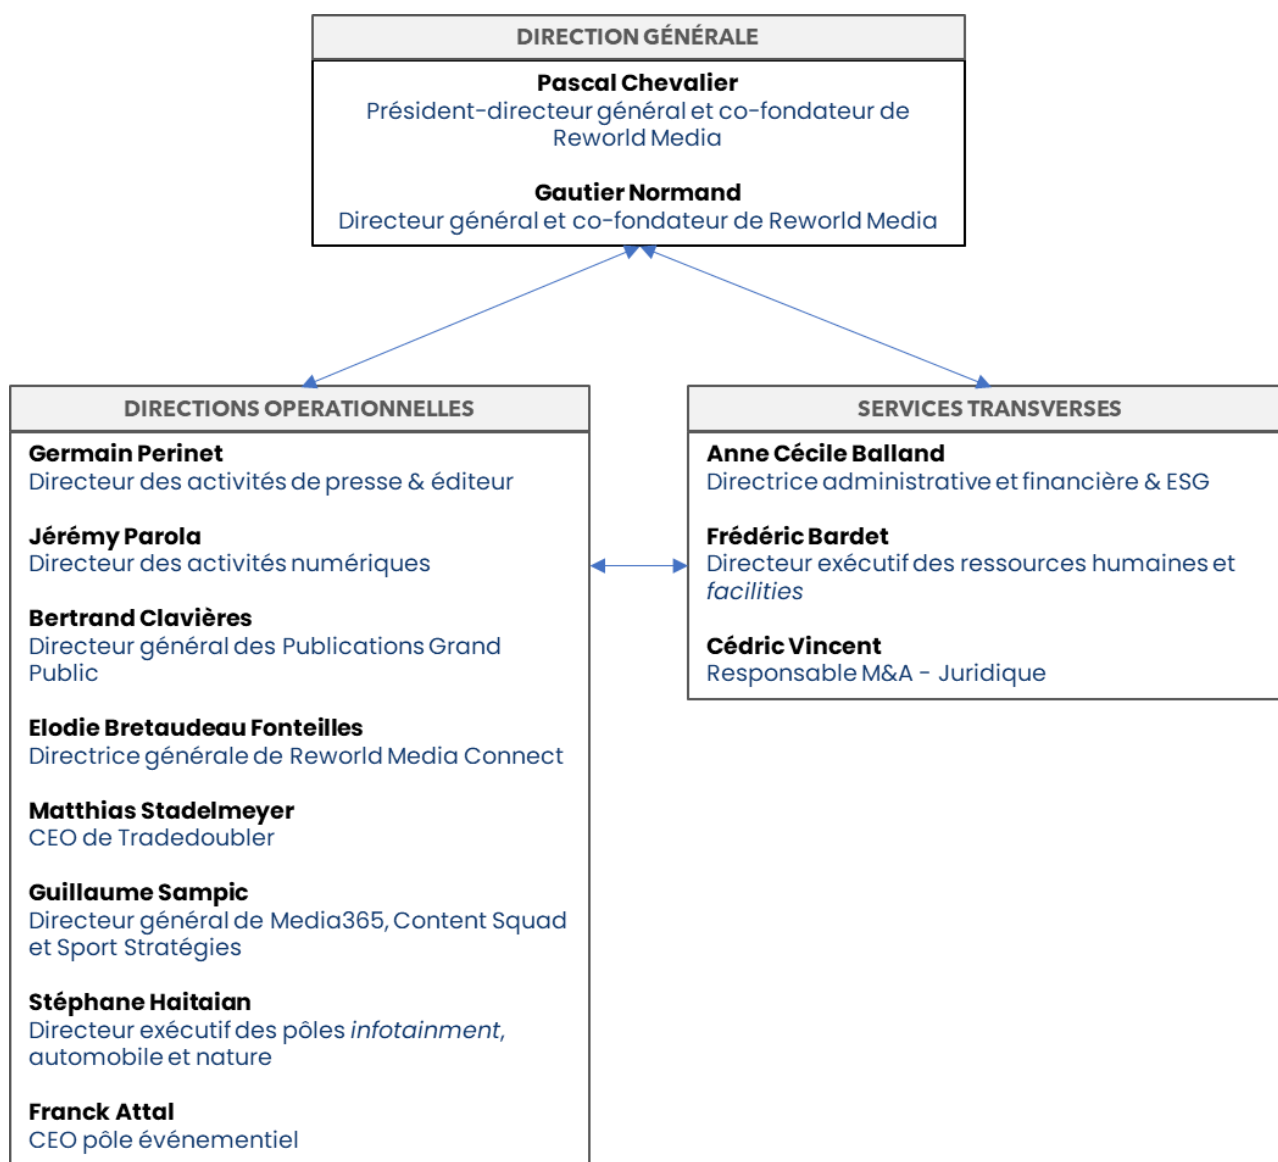 DIRECTION GÉNÉRALE
Pascal Chevalier
Président-directeur général et co-fondateur de
Reworld Media
Gautier Normand
Directeur général et co-fondateur de Reworld Media
DIRECTIONS OPERATIONNELLES
Germain Perinet
Directeur des activités de presse & éditeur
Jérémy Parola
Directeur des activités numériques
Bertrand Clavières
Directeur général des Publications Grand
Public
Elodie Bretaudeau Fonteilles
Directrice générale de Reworld Media Connect
Matthias Stadelmeyer
CEO de Tradedoubler
Guillaume Sampic
Directeur général de Media365, Content Squad
et Sport Stratégies
Stéphane Haitaian
Directeur exécutif des pôles infotainment,
automobile et nature
Franck Attal
CEO pôle événementiel
SERVICES TRANSVERSES
Anne Cécile Balland
Directrice administrative et financière & ESG
Frédéric Bardet
Directeur exécutif des ressources humaines et
facilities
Cédric Vincent
Responsable M&A - Juridique